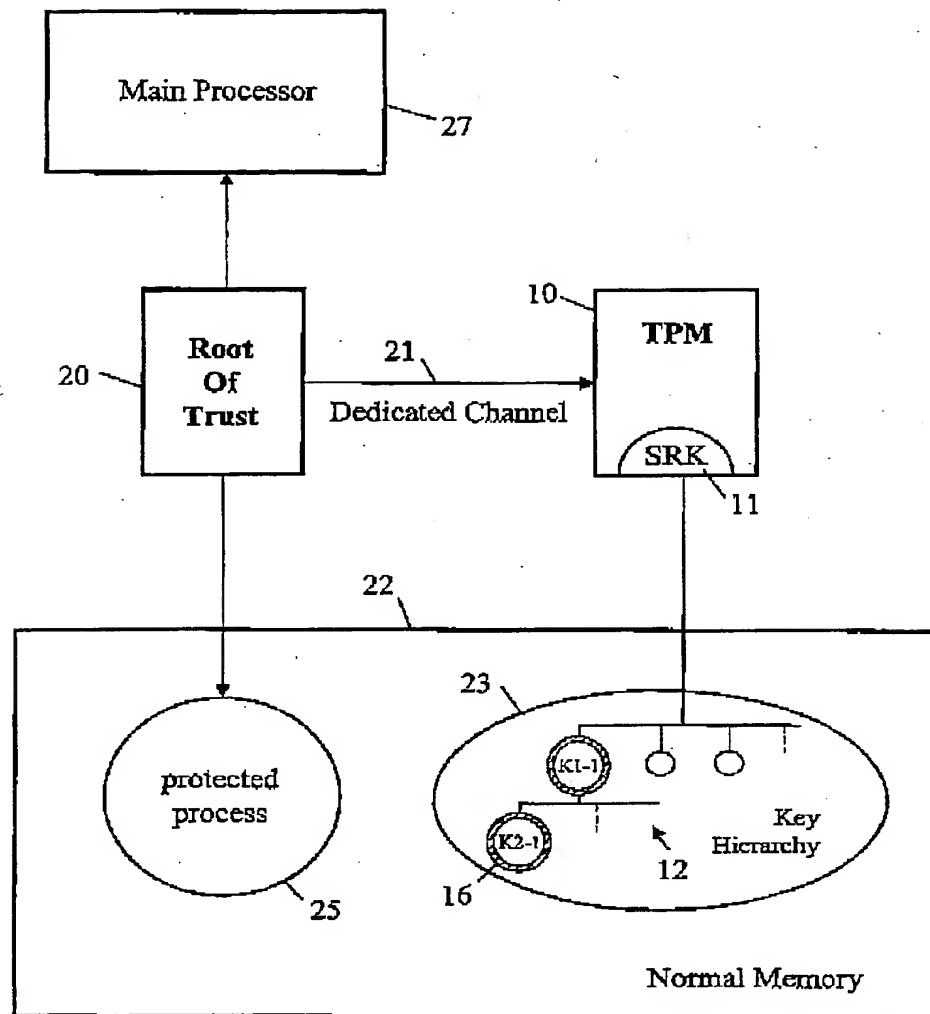 Main Processor
27
10
TPM
Root
Of
Trust
20
21
Dedicated Channel
SRK
11
22
23
K1-1
protected
process
Key
Hierarchy
K2-1
12
16
25
Normal Memory